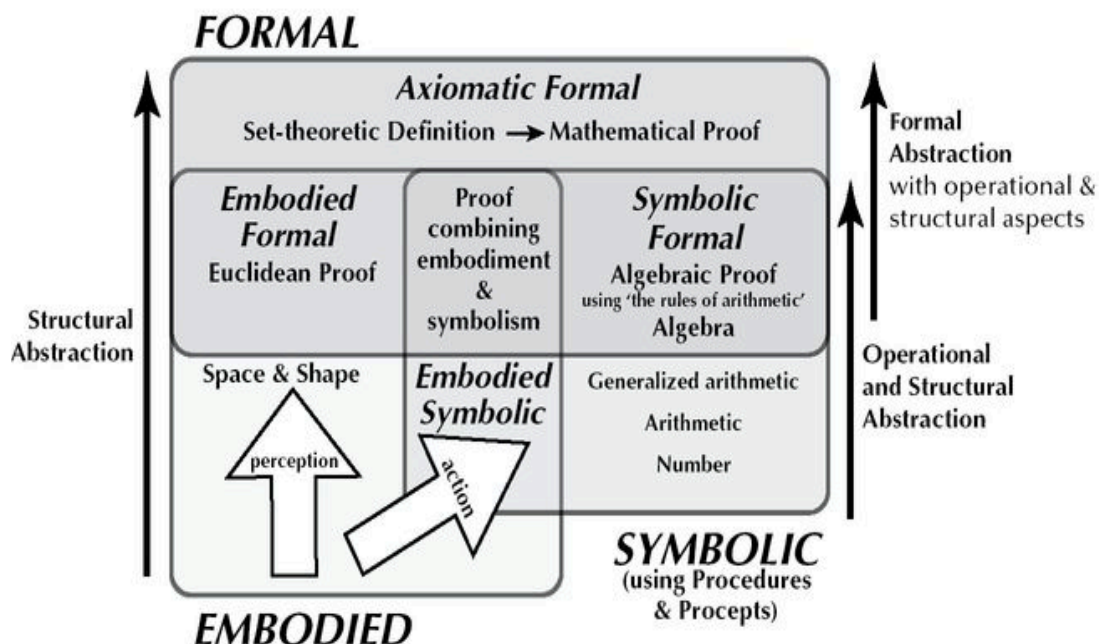 FORMAL
Axiomatic Formal
Set-theoretic Definition → Mathematical Proof
Embodied
Formal
Euclidean Proof
Proof
combining
embodiment
&
symbolism
Symbolic
Formal
Algebraic Proof
using ‘the rules of arithmetic’
Algebra
Space & Shape
Embodied
Symbolic
Generalized arithmetic
Arithmetic
Number
perception
action
Structural
Abstraction
Formal
Abstraction
with operational &
structural aspects
Operational
and Structural
Abstraction
SYMBOLIC
(using Procedures
& Procepts)
EMBODIED